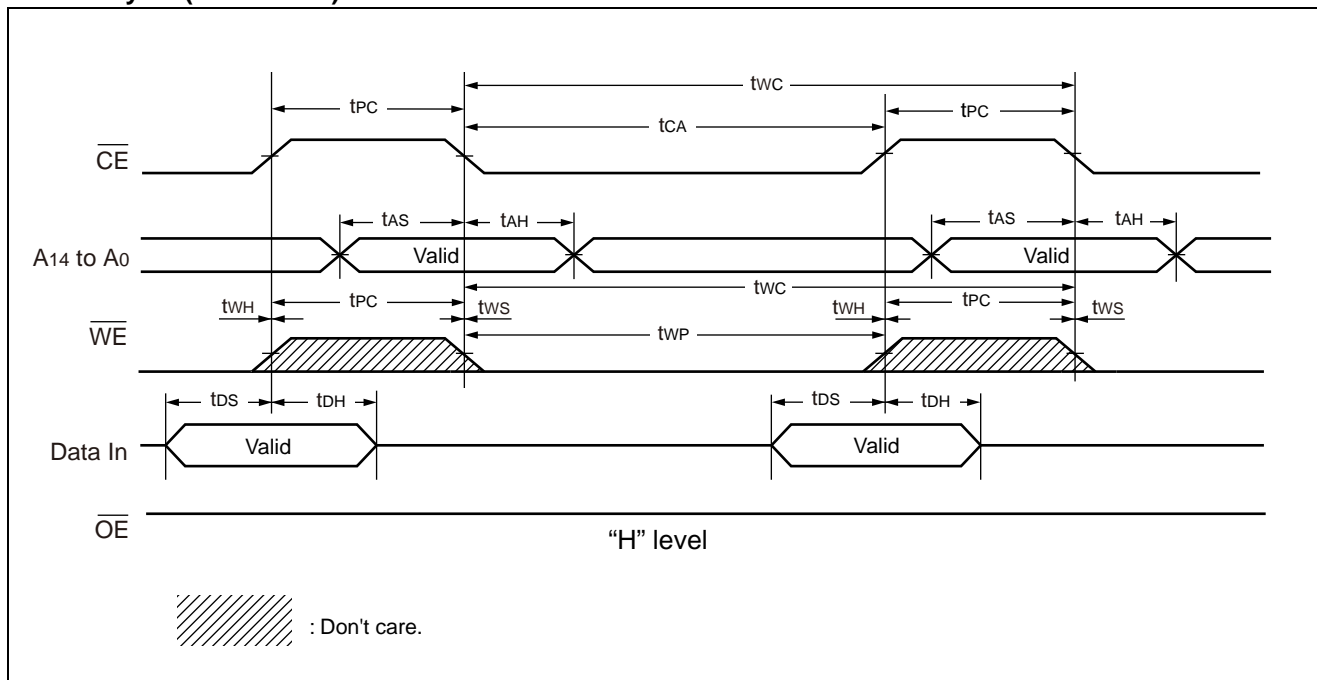 tWC
tPC tCA tPC
CE
tAS tAH tAS tAH
A14 to A0 Valid Valid
tWC
tWH tPC tWS tWH tPC tWS
WE tWP
tDS tDH tDS tDH
Data In Valid Valid
OE
“H” level
: Don't care.